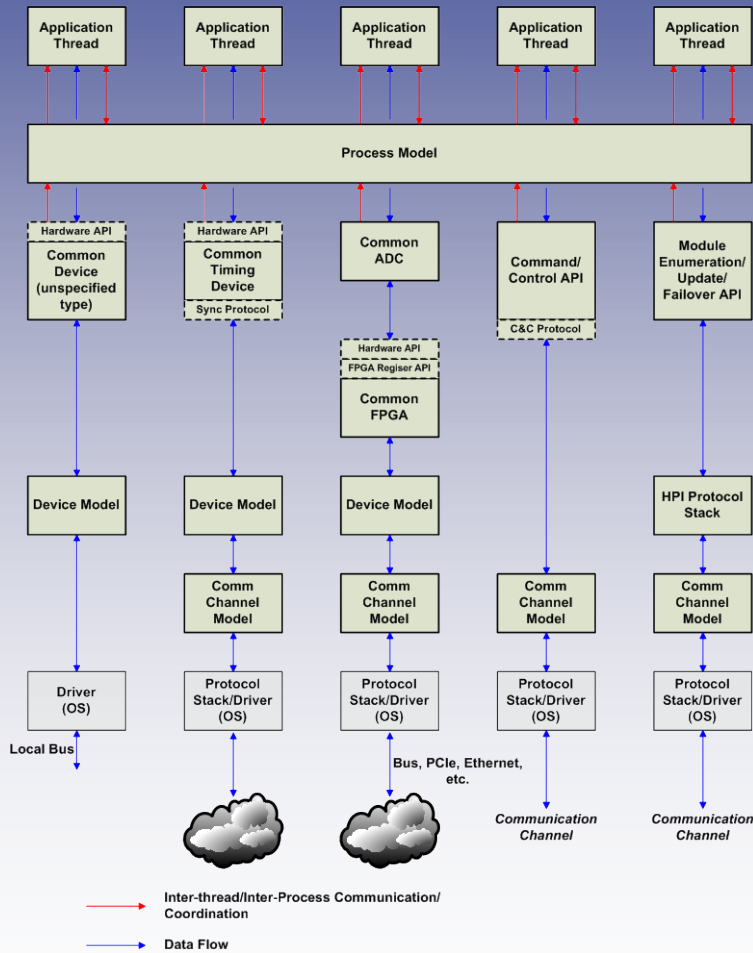 Application
Thread
Application
Thread
Application
Thread
Application
Thread
Application
Thread
Process Model
Hardware API
Common
Device
(unspecified
type)
Hardware API
Common
Timing
Device
Sync Protocol
Common
ADC
Command/
Control API
C&C Protocol
Module
Enumeration/
Update/
Failover API
Hardware API
FPGA Regiser API
Common
FPGA
Device Model
Device Model
Device Model
HPI Protocol
Stack
Comm
Channel
Model
Comm
Channel
Model
Comm
Channel
Model
Comm
Channel
Model
Driver
(OS)
Protocol
Stack/Driver
(OS)
Protocol
Stack/Driver
(OS)
Protocol
Stack/Driver
(OS)
Protocol
Stack/Driver
(OS)
Local Bus
Bus, PCIe, Ethernet,
etc.
Communication
Channel
Communication
Channel
Inter-thread/Inter-Process Communication/
Coordination
Data Flow